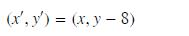 (x′, y′) = (x, y − 8)